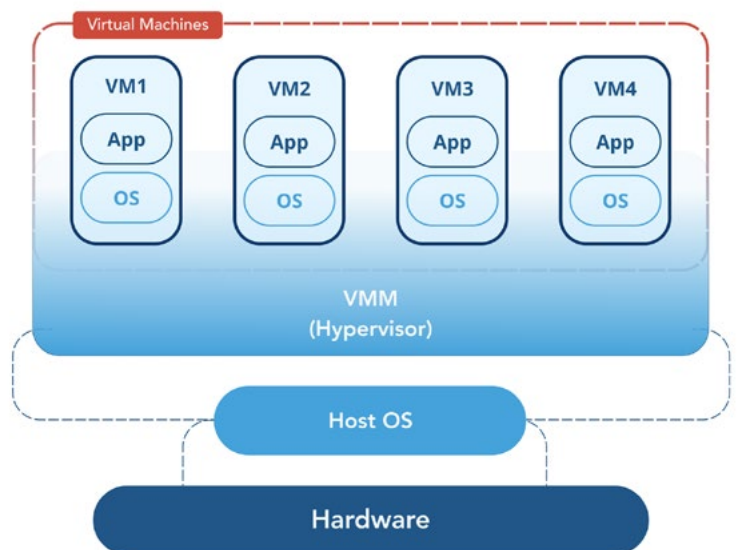 Virtual Machines
VM1
App
OS
VM2
App
OS
VM3
App
OS
VM4
App
OS
VMM
(Hypervisor)
Host OS
Hardware